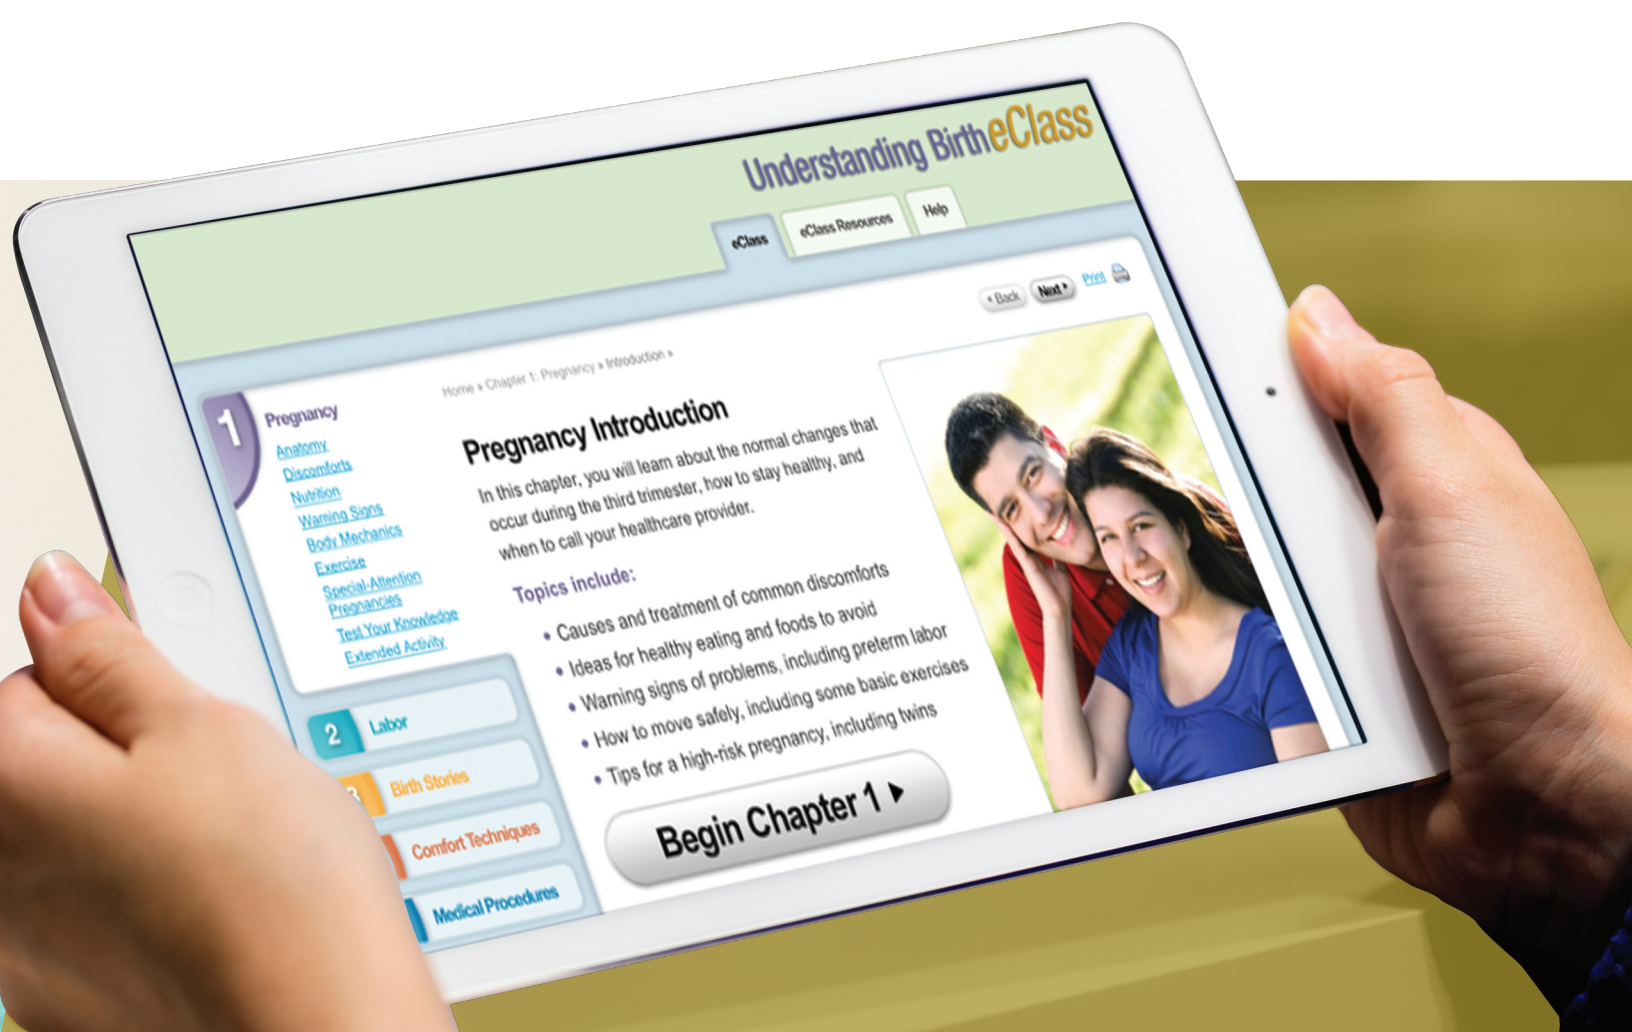 Understanding Birth eClass
eClass
eClass Resources
Help
Back
Next
Print
Home » Chapter 1: Pregnancy » Introduction »
1
Pregnancy
Anatomy
Discomforts
Nutrition
Warning Signs
Body Mechanics
Exercise
Special-Attention
Pregnancies
Test Your Knowledge
Extended Activity
2
Labor
3
Birth Stories
Comfort Techniques
Medical Procedures
Pregnancy Introduction
In this chapter, you will learn about the normal changes that
occur during the third trimester, how to stay healthy, and
when to call your healthcare provider.
Topics include:
• Causes and treatment of common discomforts
• Ideas for healthy eating and foods to avoid
• Warning signs of problems, including preterm labor
• How to move safely, including some basic exercises
• Tips for a high-risk pregnancy, including twins
Begin Chapter 1